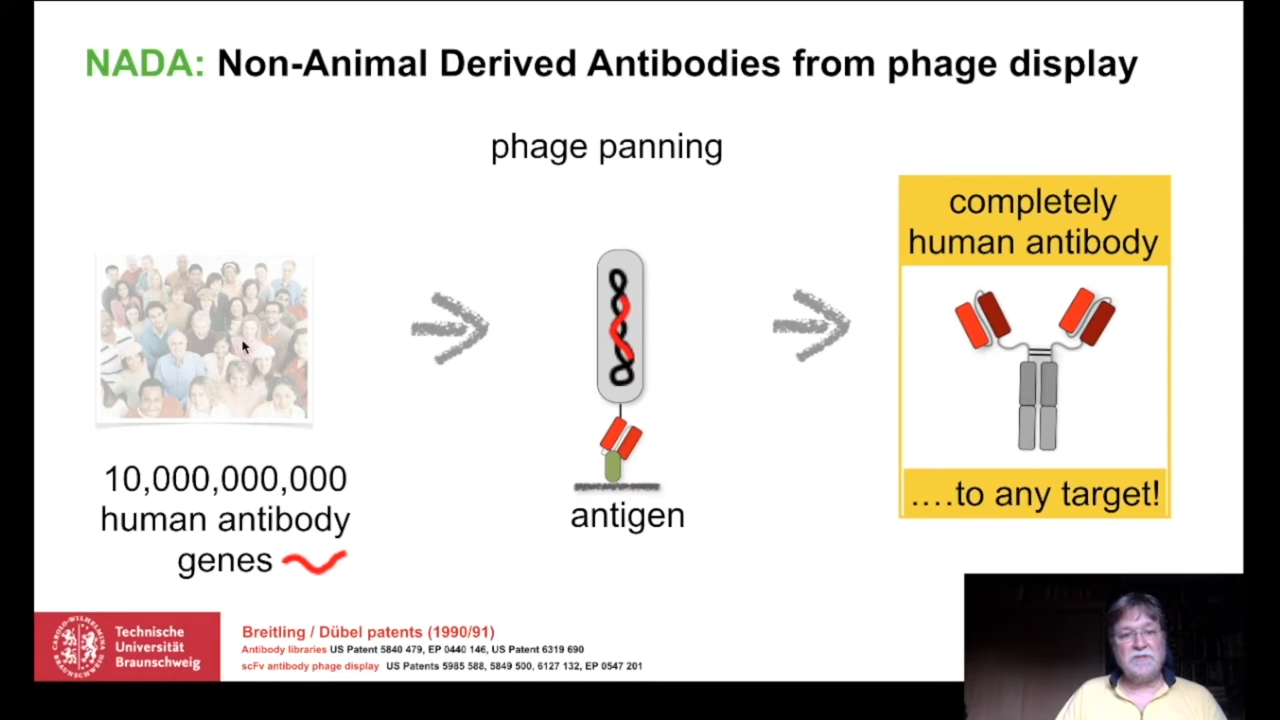 NADA: Non-Animal Derived Antibodies from phage display
phage panning
10,000,000,000
human antibody
genes
antigen
completely
human antibody
....to any target!
CAROLO-WILHELMINA
Technische
Universität
Braunschweig
Breitling / Dübel patents (1990/91)
Antibody libraries US Patent 5840 479, EP 0440 146, US Patent 6319 690
scFv antibody phage display US Patents 5985 588, 5849 500, 6127 132, EP 0547 201